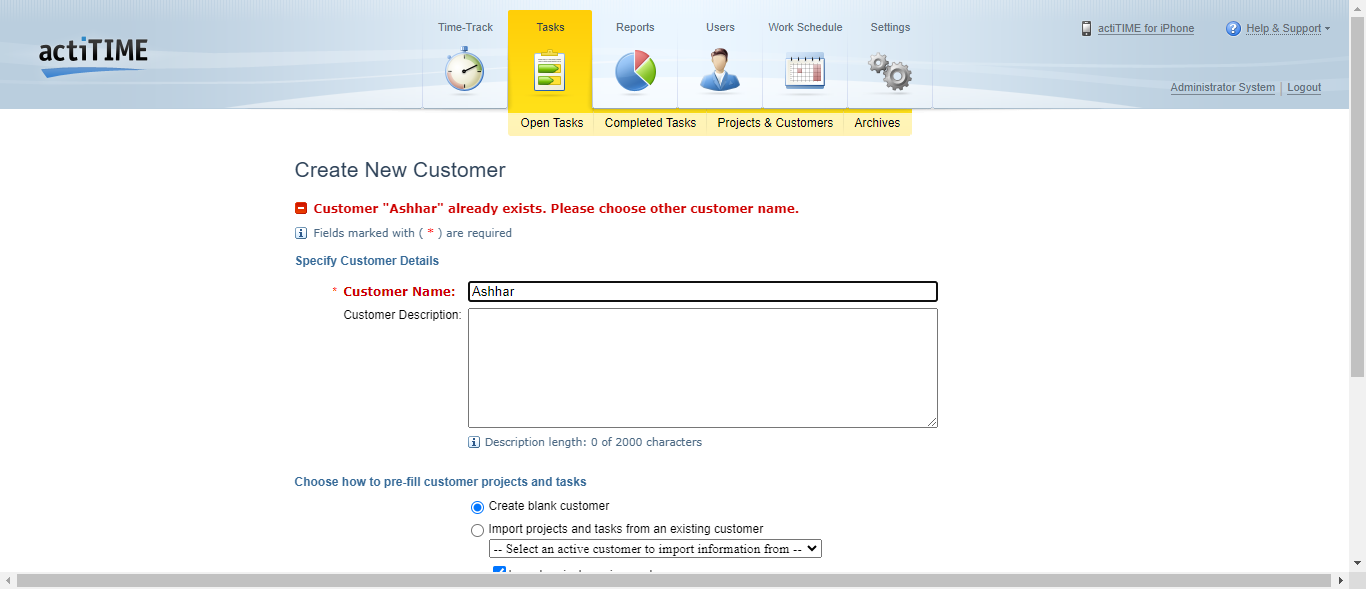 actiTIME
Time-Track
Tasks
Reports
Users
Work Schedule
Settings
actiTIME for iPhone
Help & Support
Administrator System
Logout
Open Tasks
Completed Tasks
Projects & Customers
Archives
Create New Customer
Customer "Ashhar" already exists. Please choose other customer name.
Fields marked with ( * ) are required
Specify Customer Details
* Customer Name:
Ashhar
Customer Description:
Description length: 0 of 2000 characters
Choose how to pre-fill customer projects and tasks
Create blank customer
Import projects and tasks from an existing customer
-- Select an active customer to import information from --